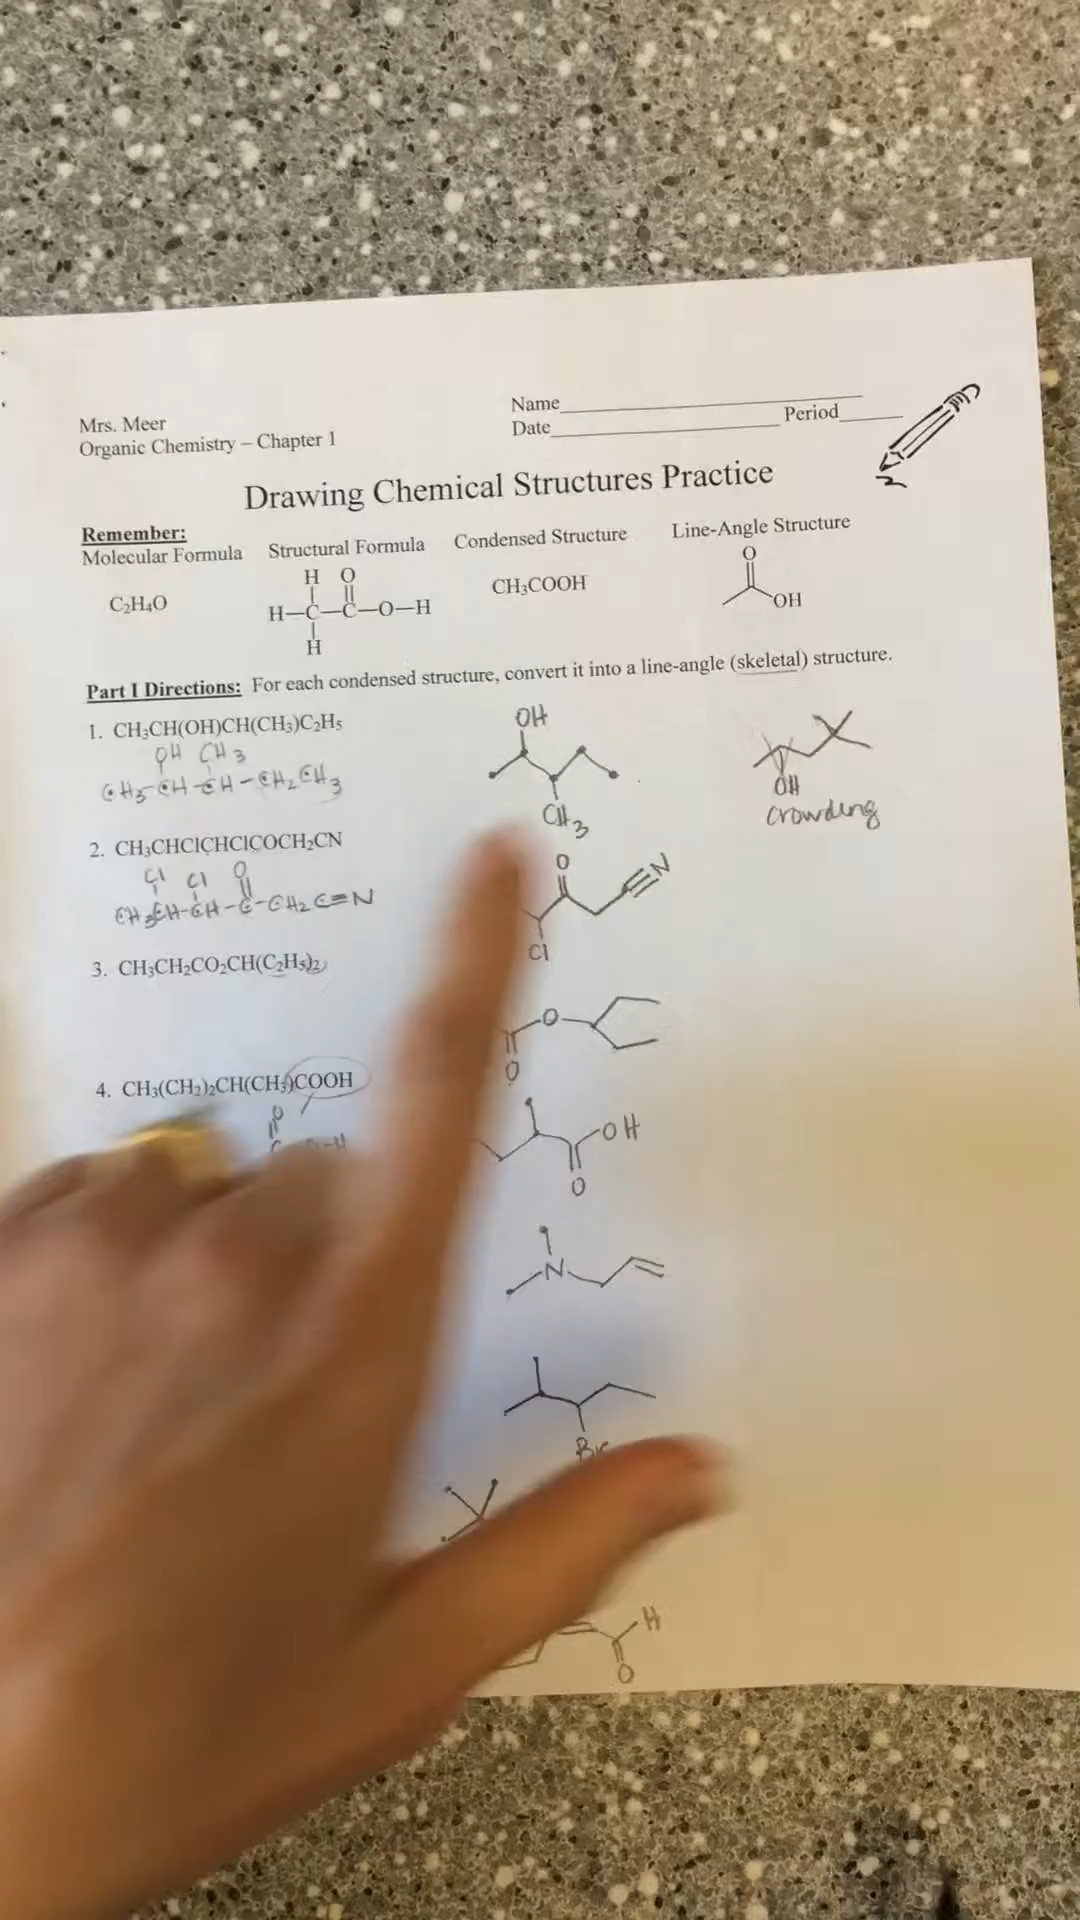 Name____________________
Mrs. Meer
Date____________________ Period______
Organic Chemistry – Chapter 1
Drawing Chemical Structures Practice
Remember:
Molecular Formula Structural Formula Condensed Structure Line-Angle Structure
H O O
C₂H₄O H—C—C—O—H CH₃COOH OH
H
Part I Directions: For each condensed structure, convert it into a line-angle (skeletal) structure.
1. CH₃CH(OH)CH(CH₃)C₂H₅ OH
OH CH₃
CH₃-CH-CH-CH₂CH₃ CH₃ OH
crowding
2. CH₃CHClCHClCOCH₂CN O N
Cl Cl O
CH₃CH-CH-C-CH₂C≡N Cl
3. CH₃CH₂CO₂CH(C₂H₅)₂
O
O
4. CH₃(CH₂)₂CH(CH₃)COOH
O OH
O
N
Br
H
O